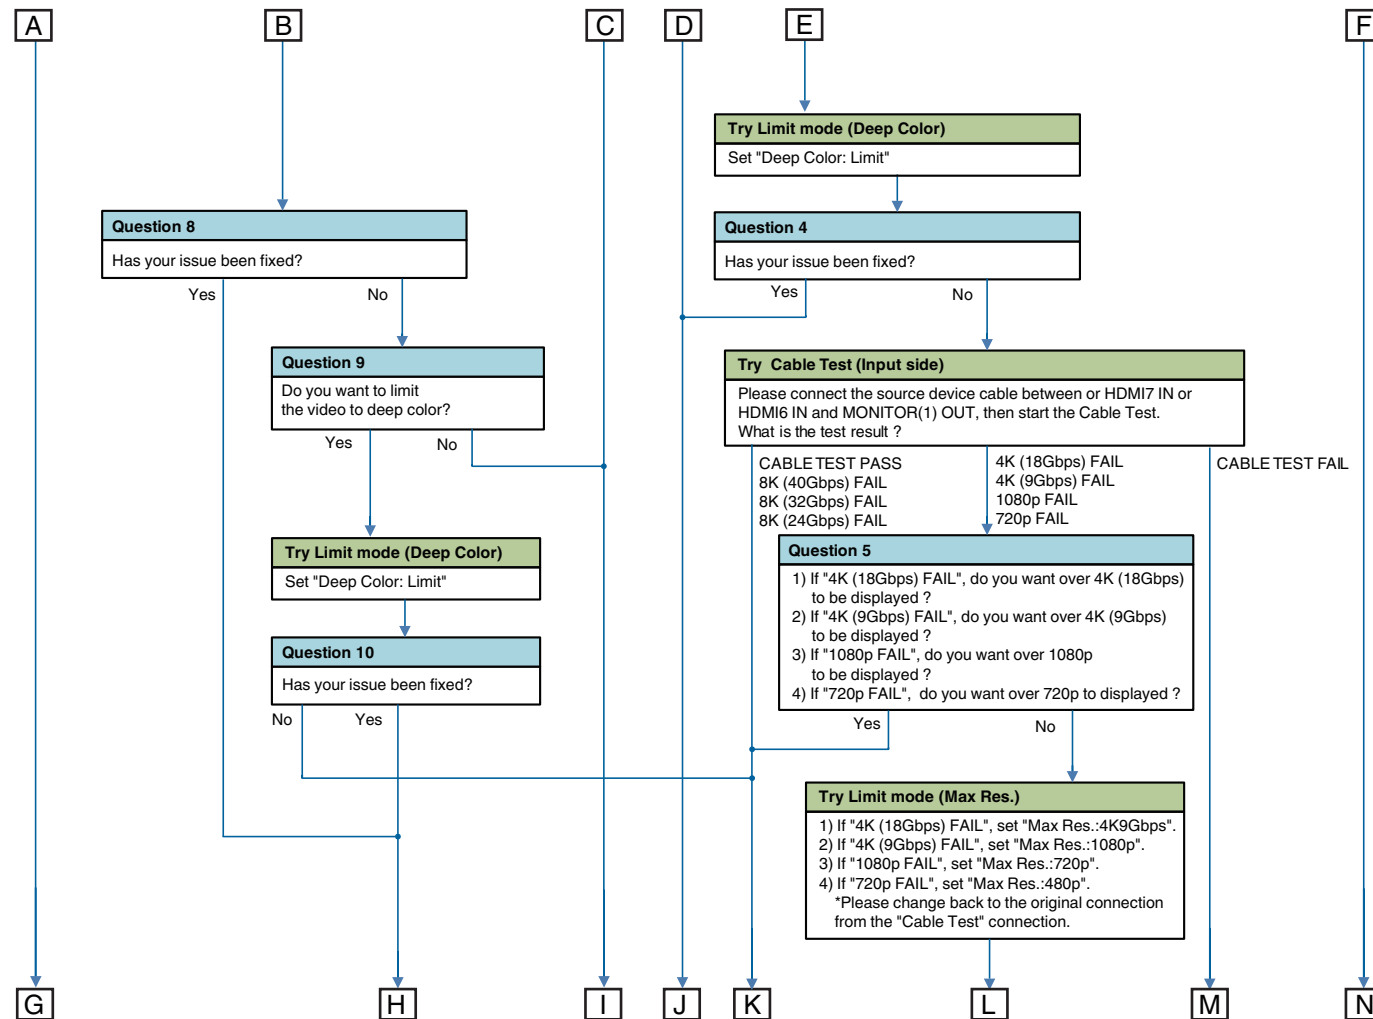 A
B
C
D
E
F
Try Limit mode (Deep Color)
Set "Deep Color: Limit"
Question 8
Has your issue been fixed?
Yes
No
Question 4
Has your issue been fixed?
Yes
No
Question 9
Do you want to limit
the video to deep color?
Yes
No
Try  Cable Test (Input side)
Please connect the source device cable between or HDMI7 IN or
HDMI6 IN and MONITOR(1) OUT, then start the Cable Test.
What is the test result ?
CABLE TEST PASS
8K (40Gbps) FAIL
8K (32Gbps) FAIL
8K (24Gbps) FAIL
4K (18Gbps) FAIL
4K (9Gbps) FAIL
1080p FAIL
720p FAIL
CABLE TEST FAIL
Try Limit mode (Deep Color)
Set "Deep Color: Limit"
Question 5
1) If "4K (18Gbps) FAIL", do you want over 4K (18Gbps)
to be displayed ?
2) If "4K (9Gbps) FAIL", do you want over 4K (9Gbps)
to be displayed ?
3) If "1080p FAIL", do you want over 1080p
to be displayed ?
4) If "720p FAIL",  do you want over 720p to displayed ?
Yes
No
Question 10
Has your issue been fixed?
No
Yes
Try Limit mode (Max Res.)
1) If "4K (18Gbps) FAIL", set "Max Res.:4K9Gbps".
2) If "4K (9Gbps) FAIL", set "Max Res.:1080p".
3) If "1080p FAIL", set "Max Res.:720p".
4) If "720p FAIL", set "Max Res.:480p".
*Please change back to the original connection
from the "Cable Test" connection.
G
H
I
J
K
L
M
N